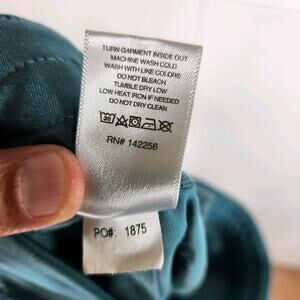 TURN GARMENT INSIDE OUT
MACHINE WASH COLD
WASH WITH LIKE COLORS
DO NOT BLEACH
TUMBLE DRY LOW
LOW HEAT IRON IF NEEDED
DO NOT DRY CLEAN
30
RN# 142256
PO#: 1875